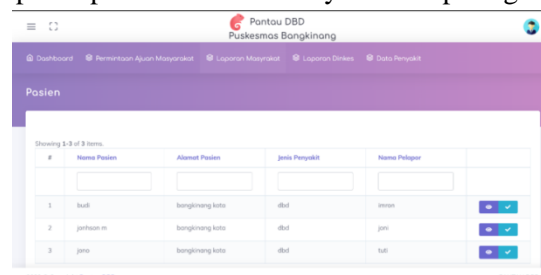 Pantau DBD
Puskesmas Bangkinang
Dashboard Permintaan Ajuan Masyarakat Laporan Masyrakat Laporan Dinkes Data Penyakit
Pasien
Showing 1-3 of 3 items.
# Nama Pasien Alamat Pasien Jenis Penyakit Nama Pelapor
1 budi bangkinang kota dbd imron
2 janhson m bangkinang kota dbd joni
3 jono bangkinang kota dbd tuti